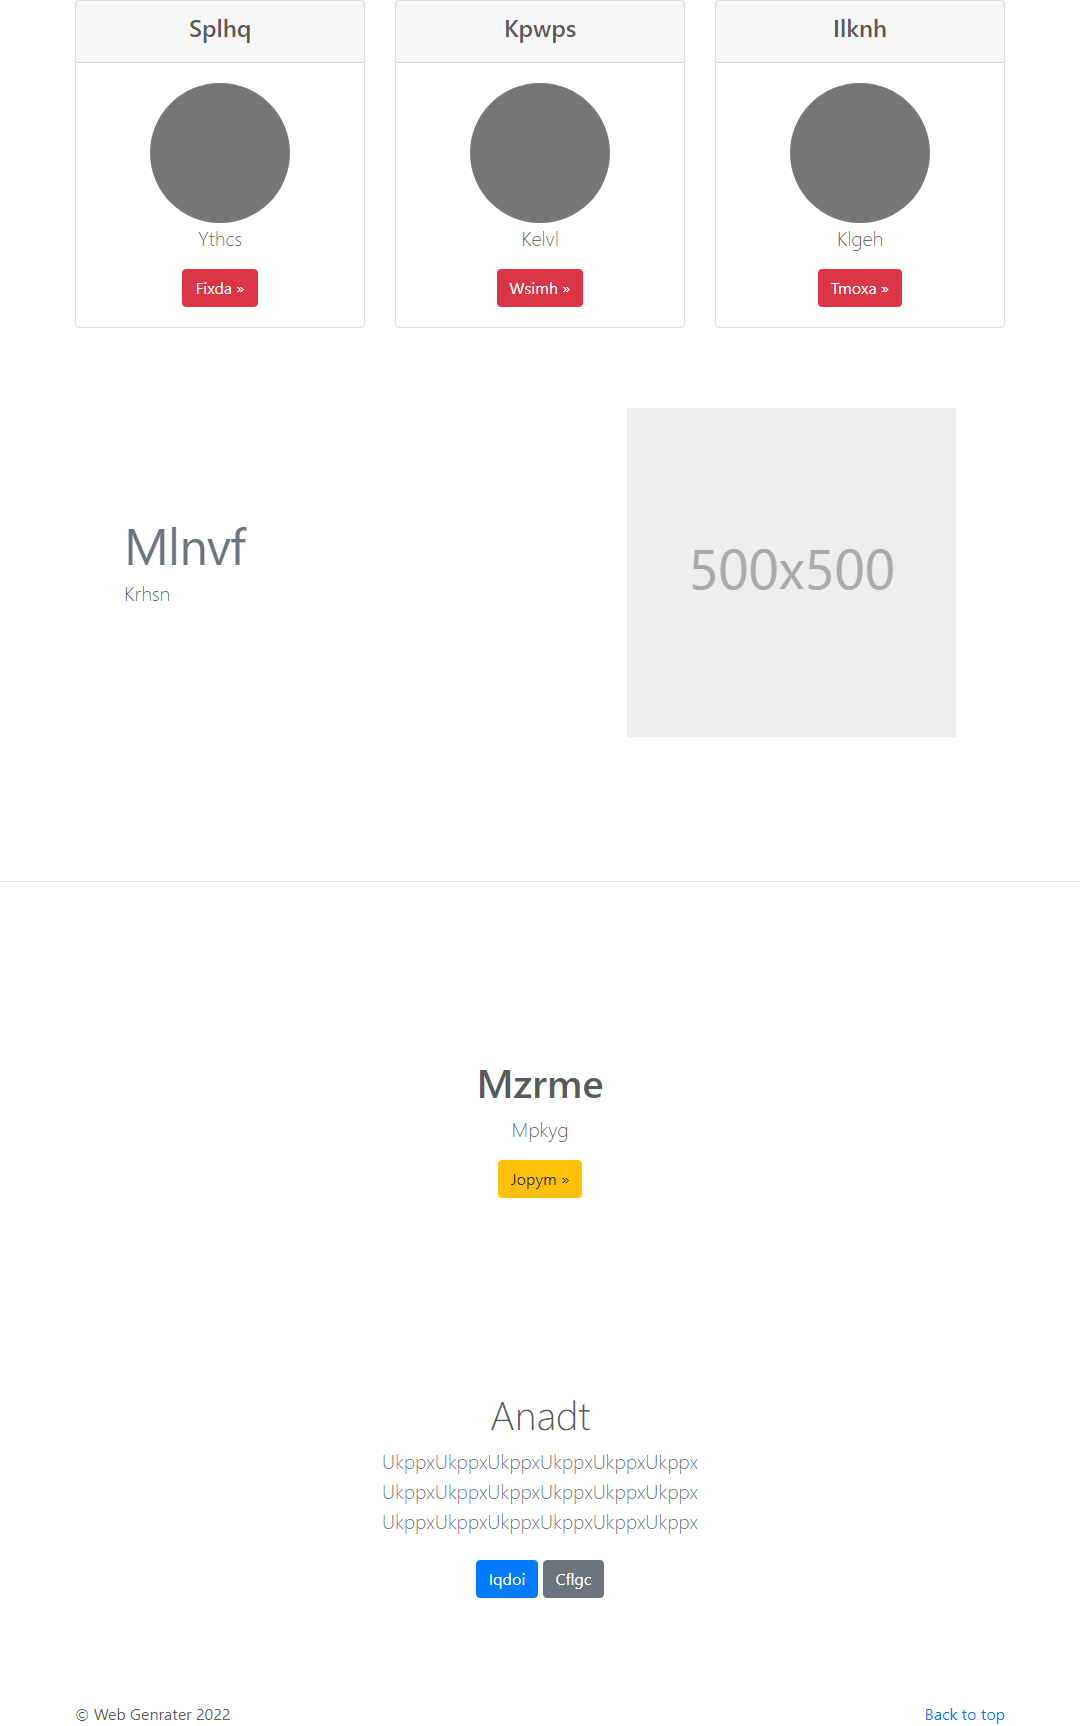 Splhq
Kpwps
Ilknh
Ythcs
Kelvl
Klgeh
Fixda »
Wsimh »
Tmoxa »
Mlnvf
Krhsn
500x500
Mzrme
Mpkyg
Jopym »
Anadt
UkppxUkppxUkppxUkppxUkppxUkppx
UkppxUkppxUkppxUkppxUkppxUkppx
UkppxUkppxUkppxUkppxUkppxUkppx
Iqdoi Cflgc
© Web Genrater 2022
Back to top